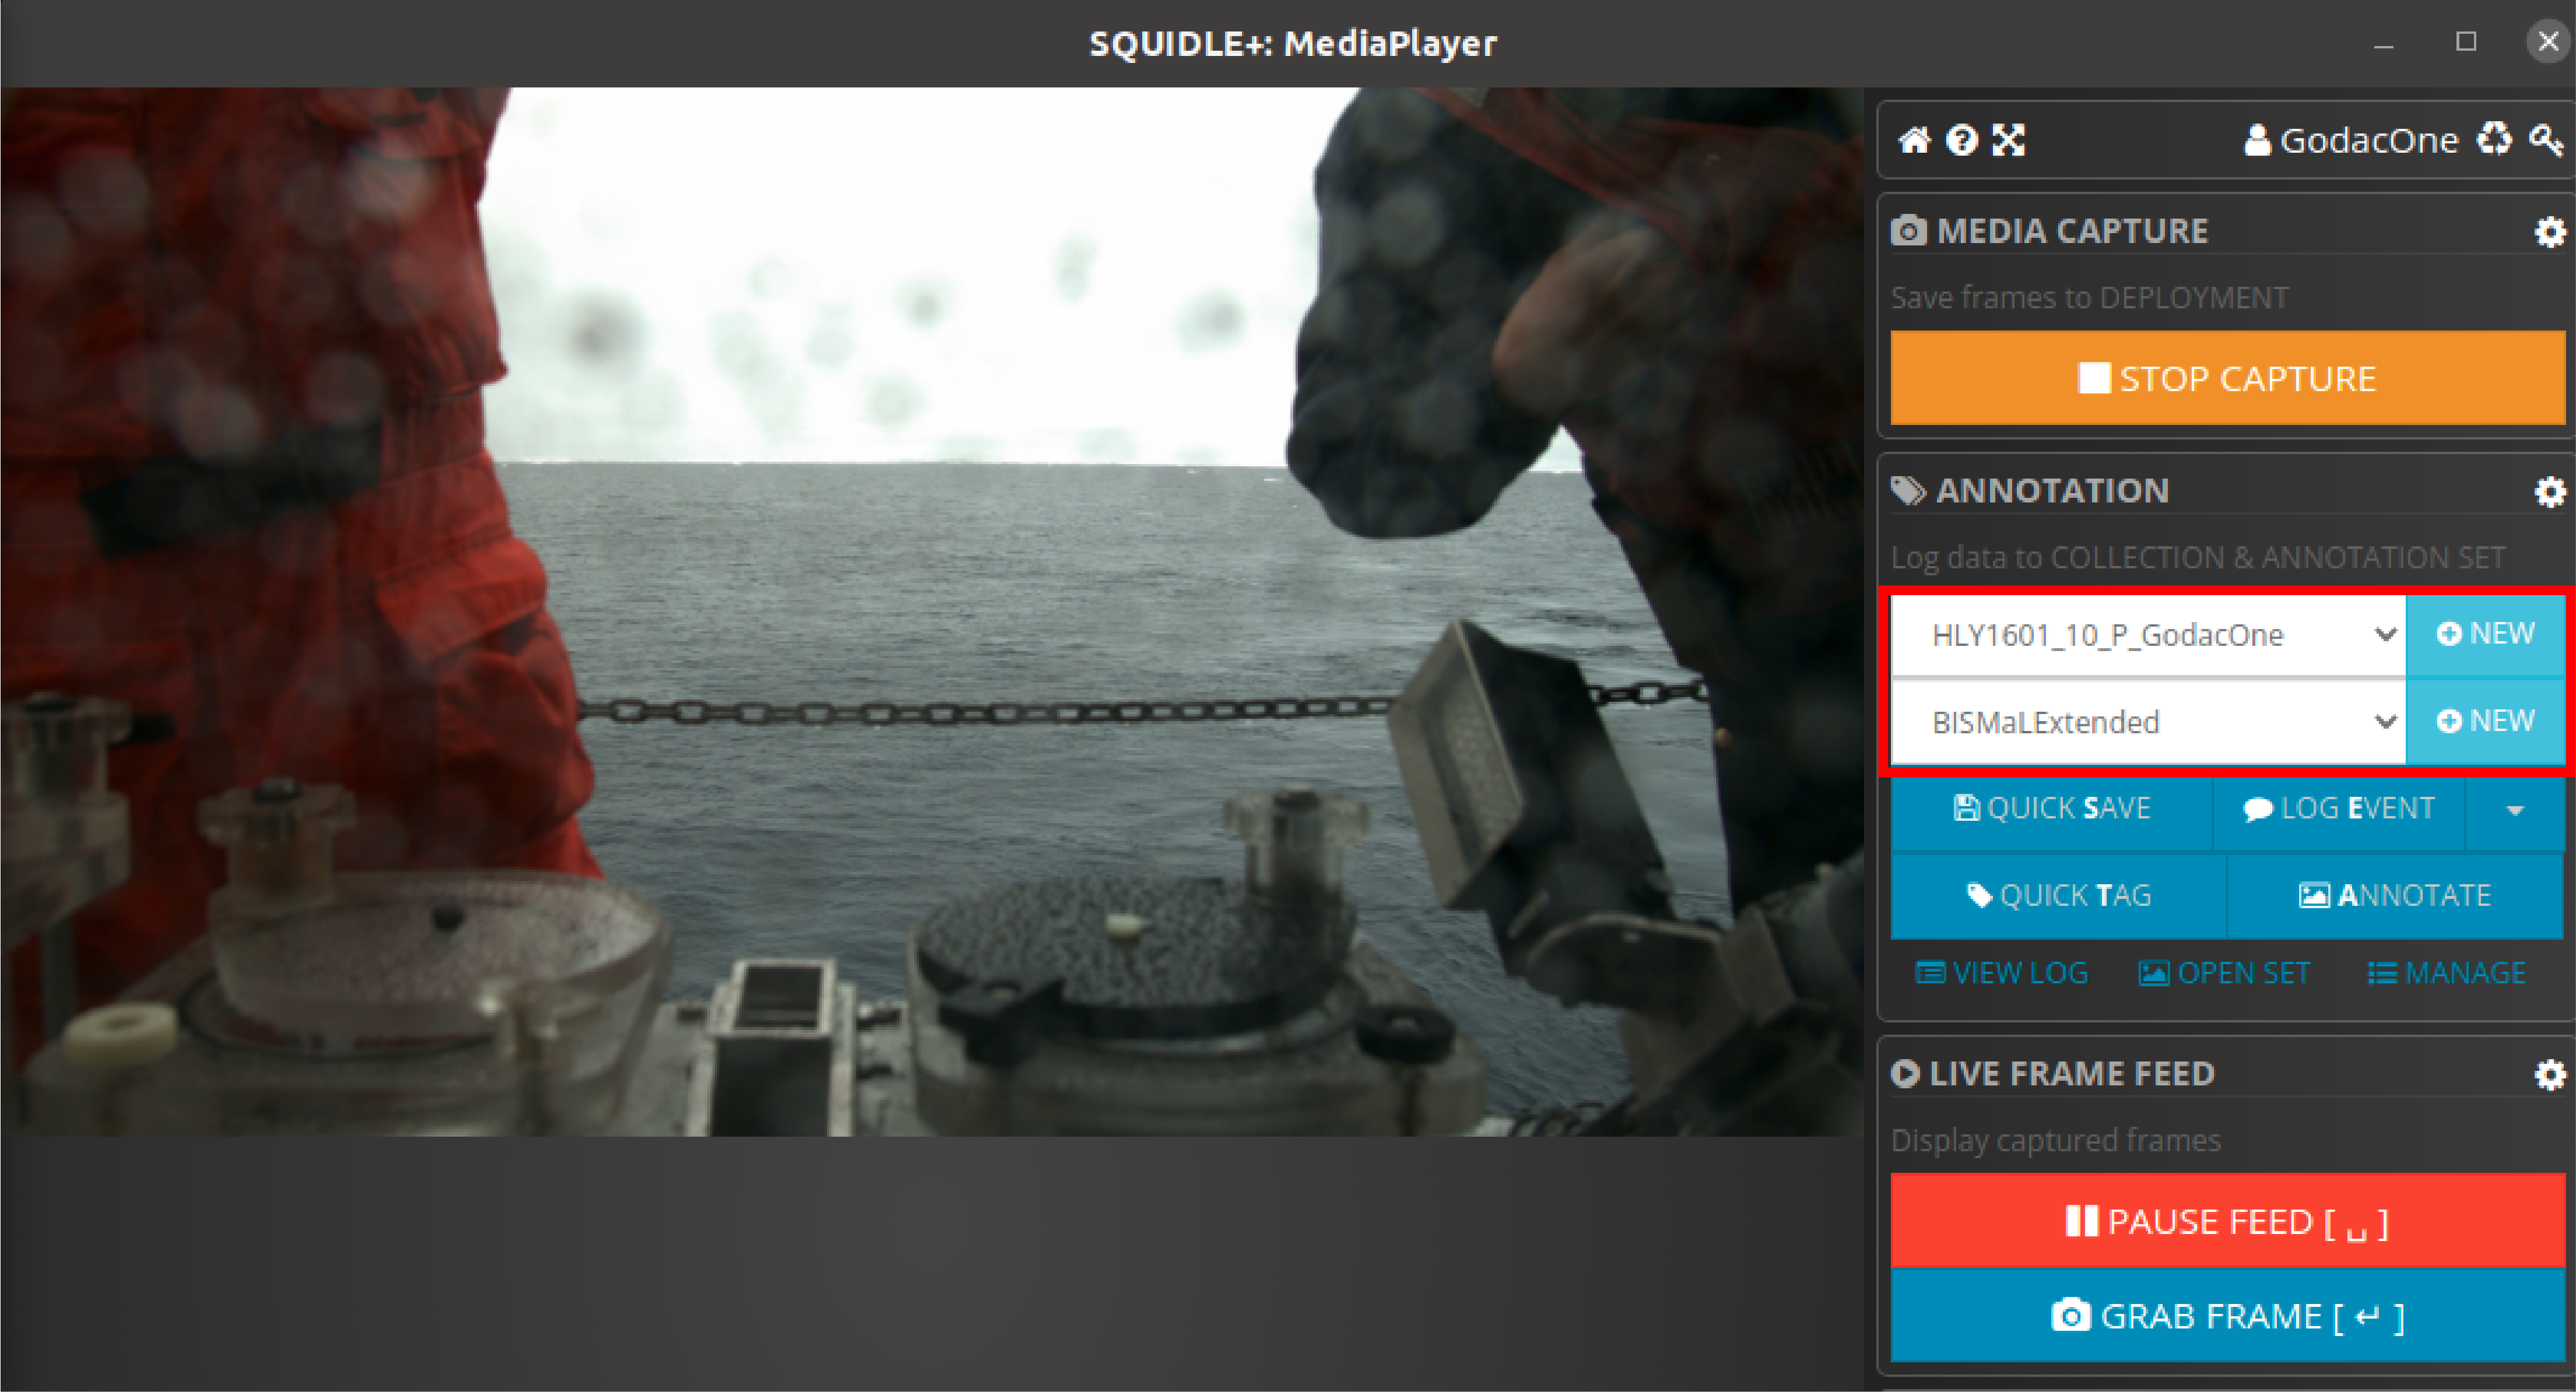 SQUIDLE+: MediaPlayer
GodacOne
MEDIA CAPTURE
Save frames to DEPLOYMENT
STOP CAPTURE
ANNOTATION
Log data to COLLECTION & ANNOTATION SET
HLY1601_10_P_GodacOne
NEW
BISMaLExtended
NEW
QUICK SAVE LOG EVENT
QUICK TAG ANNOTATE
VIEW LOG OPEN SET MANAGE
LIVE FRAME FEED
Display captured frames
PAUSE FEED [ ␣ ]
GRAB FRAME [ ↵ ]